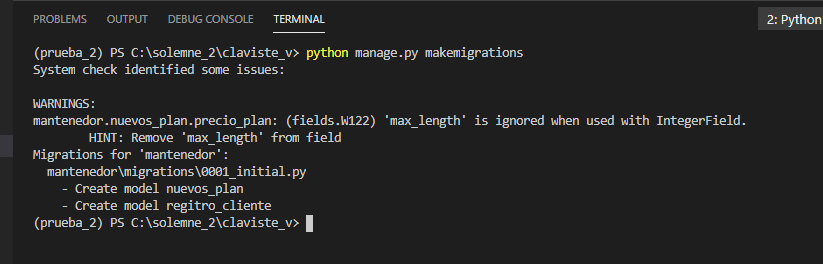 PROBLEMS OUTPUT DEBUG CONSOLE TERMINAL 2: Python
(prueba_2) PS C:\solemne_2\claviste_v> python manage.py makemigrations
System check identified some issues:
WARNINGS:
mantenedor.nuevos_plan.precio_plan: (fields.W122) 'max_length' is ignored when used with IntegerField.
HINT: Remove 'max_length' from field
Migrations for 'mantenedor':
mantenedor\migrations\0001_initial.py
- Create model nuevos_plan
- Create model regitro_cliente
(prueba_2) PS C:\solemne_2\claviste_v>